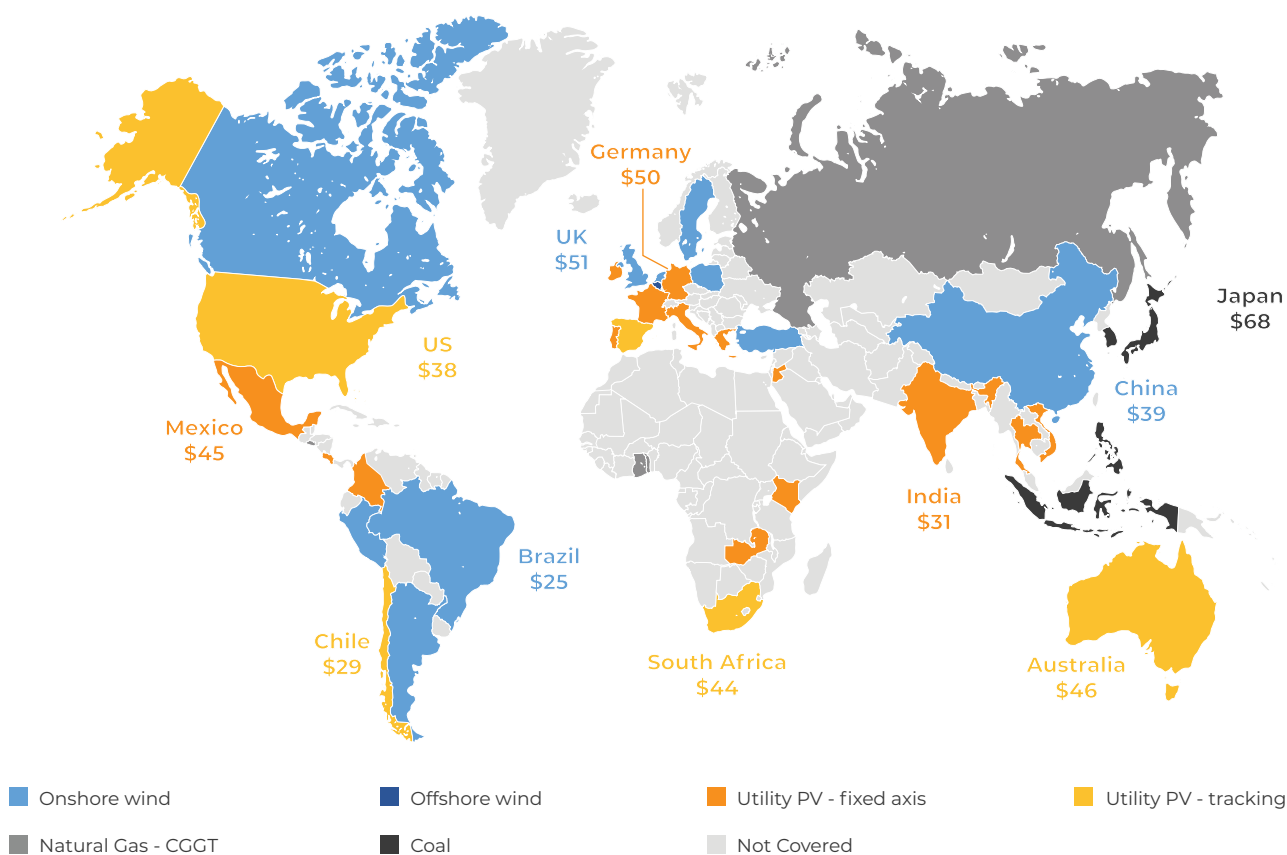 Germany
$50
UK
$51
Japan
$68
US
$38
China
$39
Mexico
$45
India
$31
Brazil
$25
Chile
$29
South Africa
$44
Australia
$46
Onshore wind
Offshore wind
Utility PV - fixed axis
Utility PV - tracking
Natural Gas - CGGT
Coal
Not Covered